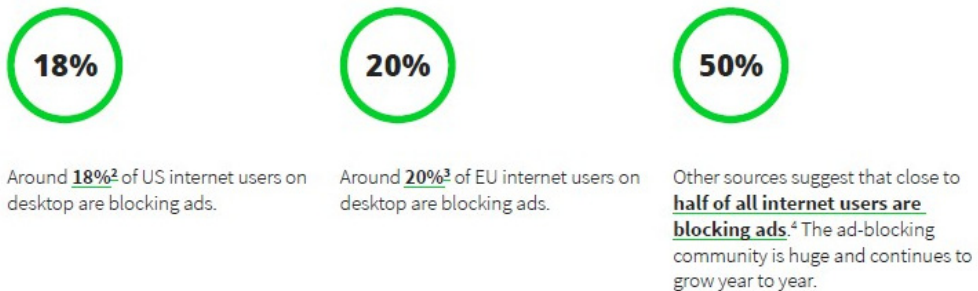 18%
20%
50%
Around 18%² of US internet users on
desktop are blocking ads.
Around 20%³ of EU internet users on
desktop are blocking ads.
Other sources suggest that close to
half of all internet users are
blocking ads.⁴ The ad-blocking
community is huge and continues to
grow year to year.